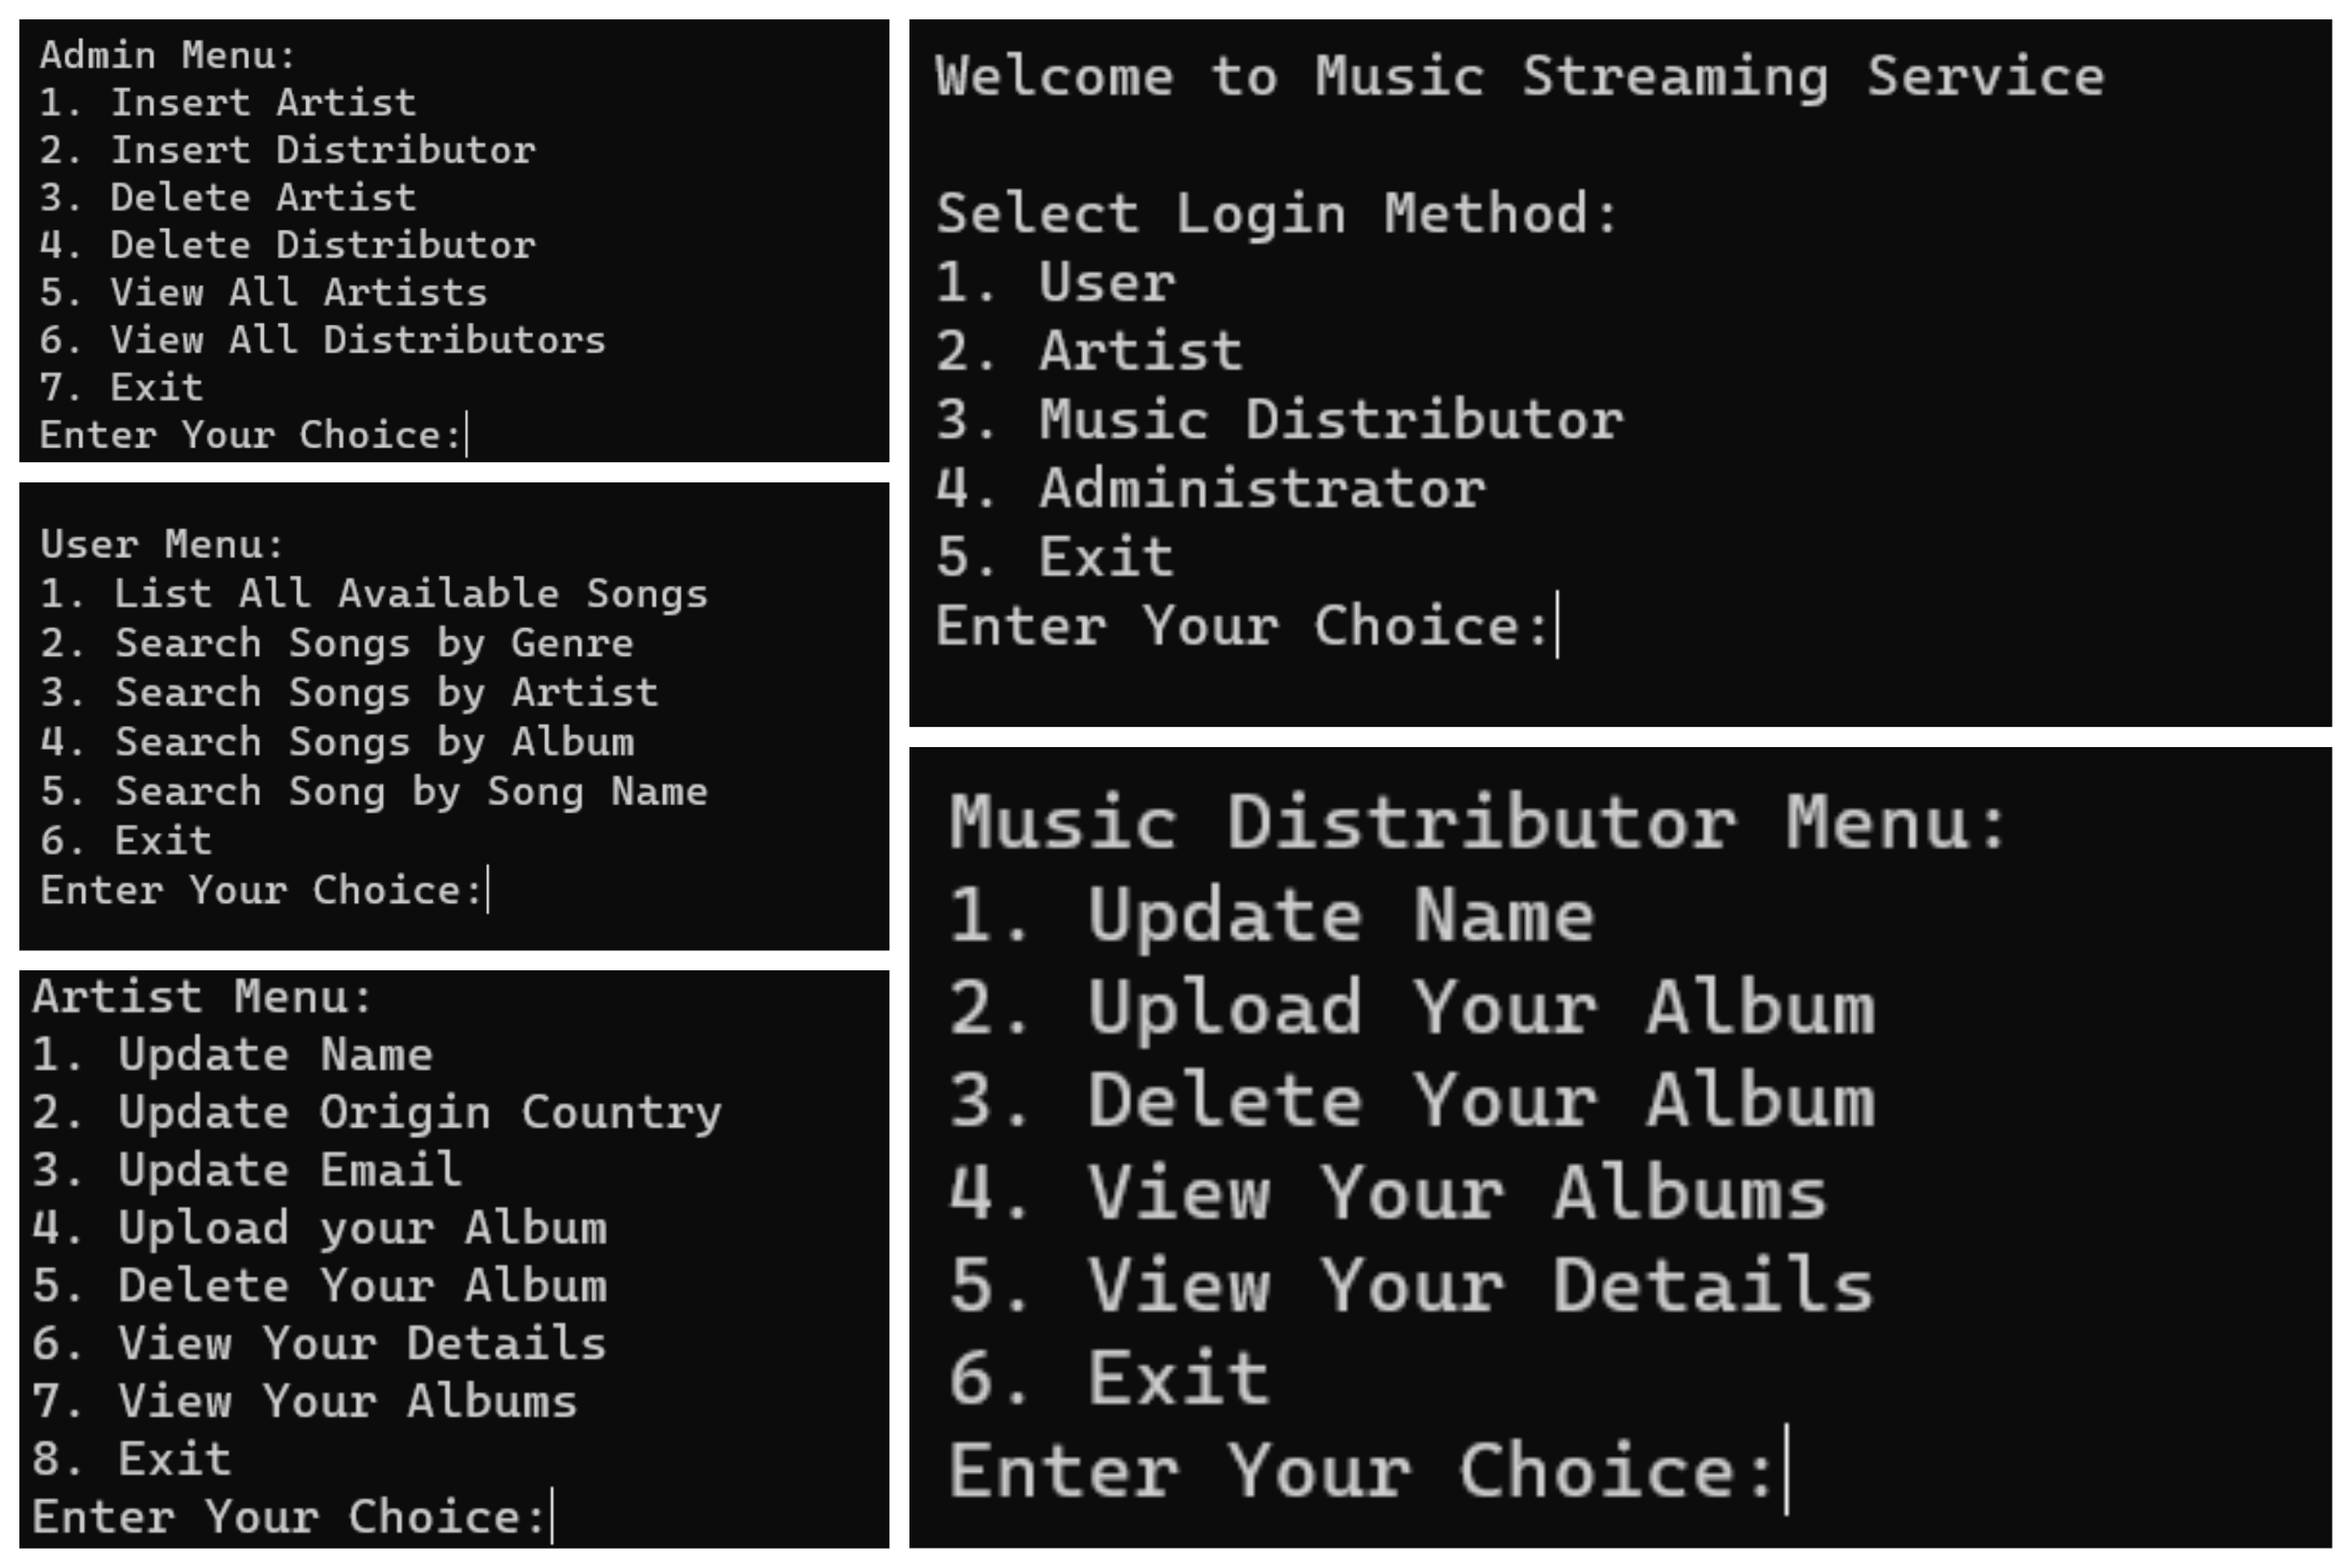 Admin Menu:
1. Insert Artist
2. Insert Distributor
3. Delete Artist
4. Delete Distributor
5. View All Artists
6. View All Distributors
7. Exit
Enter Your Choice:
User Menu:
1. List All Available Songs
2. Search Songs by Genre
3. Search Songs by Artist
4. Search Songs by Album
5. Search Song by Song Name
6. Exit
Enter Your Choice:
Artist Menu:
1. Update Name
2. Update Origin Country
3. Update Email
4. Upload your Album
5. Delete Your Album
6. View Your Details
7. View Your Albums
8. Exit
Enter Your Choice:
Welcome to Music Streaming Service
Select Login Method:
1. User
2. Artist
3. Music Distributor
4. Administrator
5. Exit
Enter Your Choice:
Music Distributor Menu:
1. Update Name
2. Upload Your Album
3. Delete Your Album
4. View Your Albums
5. View Your Details
6. Exit
Enter Your Choice: